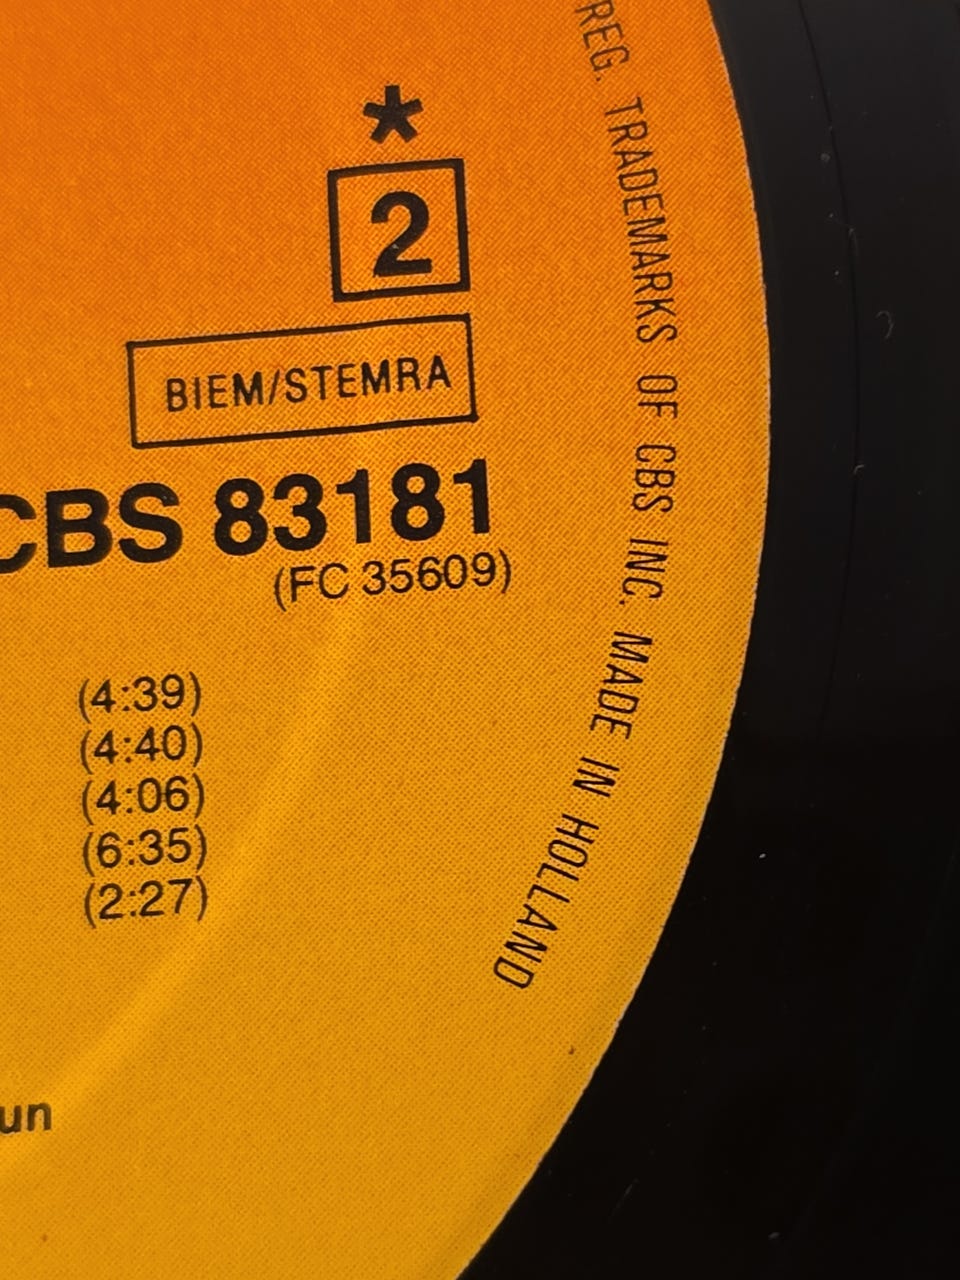 *
2
BIEM/STEMRA
CBS 83181
(FC 35609)
(4:39)
(4:40)
(4:06)
(6:35)
(2:27)
un
REG. TRADEMARKS OF CBS INC. MADE IN HOLLAND